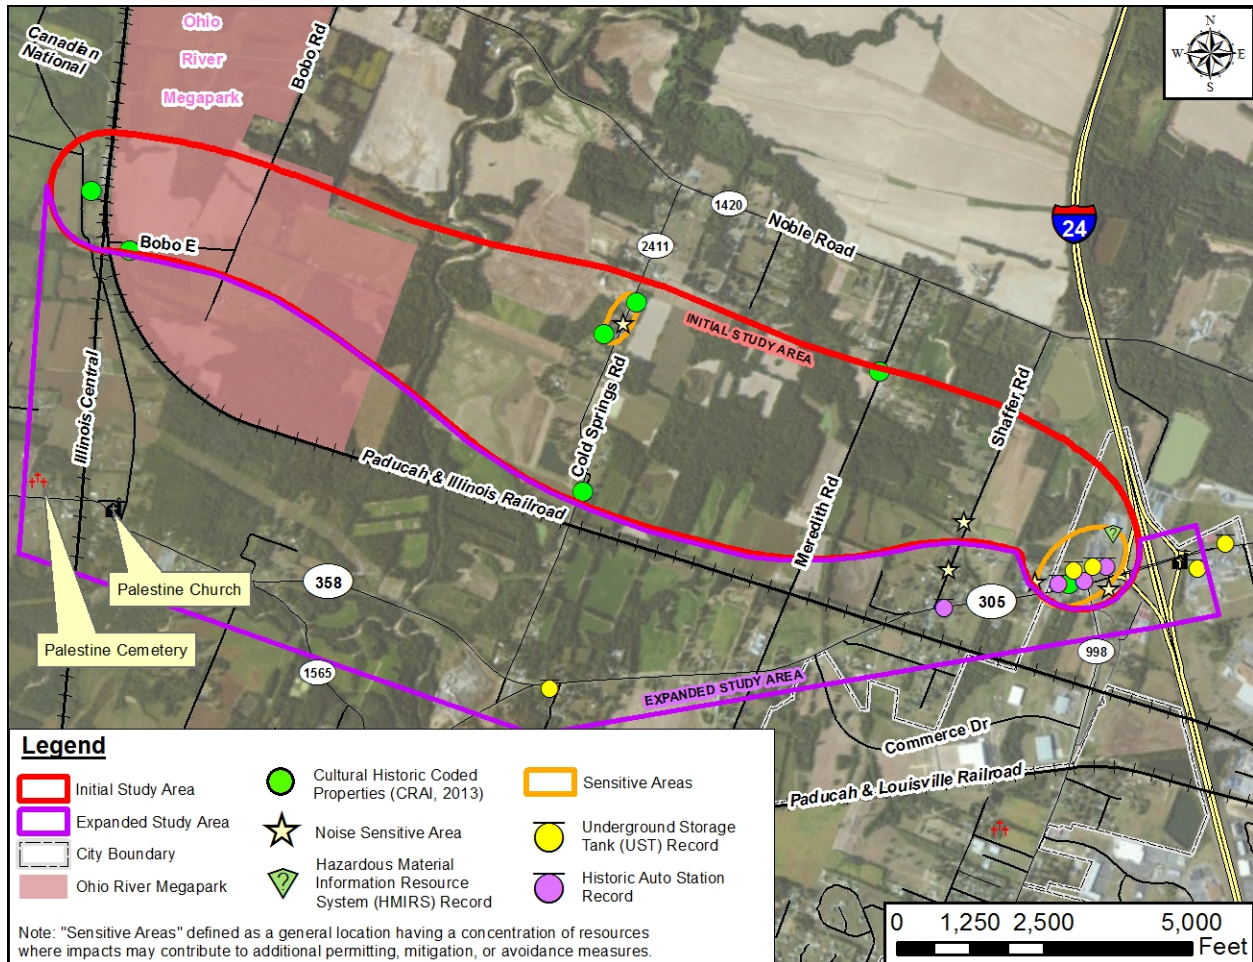 Canadian
National
Ohio
River
Megapark
Bobo Rd
N
W
E
S
1420
Noble Road
2411
24
Bobo E
INITIAL STUDY AREA
Illinois Central
Cold Springs Rd
Shaffer Rd
Paducah & Illinois Railroad
Meredith Rd
Palestine Church
358
305
Palestine Cemetery
998
1565
EXPANDED STUDY AREA
Commerce Dr
Paducah & Louisville Railroad
Legend
Initial Study Area
Expanded Study Area
City Boundary
Ohio River Megapark
Cultural Historic Coded
Properties (CRAI, 2013)
Noise Sensitive Area
?
Hazardous Material
Information Resource
System (HMIRS) Record
Sensitive Areas
Underground Storage
Tank (UST) Record
Historic Auto Station
Record
Note: "Sensitive Areas" defined as a general location having a concentration of resources
where impacts may contribute to additional permitting, mitigation, or avoidance measures.
0 1,250 2,500 5,000
Feet